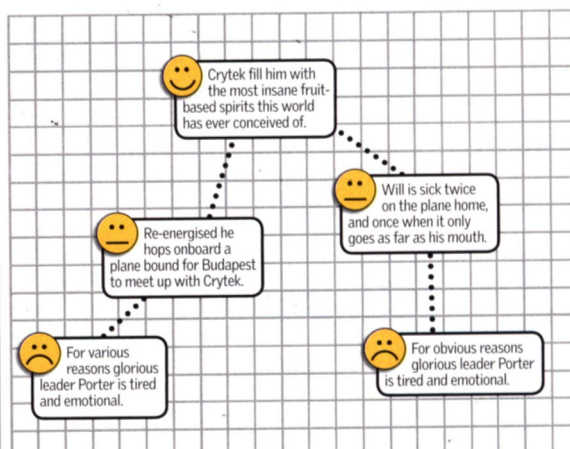 Crytek fill him with
the most insane fruit-
based spirits this world
has ever conceived of.
Will is sick twice
on the plane home,
and once when it only
goes as far as his mouth.
Re-energised he
hops onboard a
plane bound for Budapest
to meet up with Crytek.
For various
reasons glorious
leader Porter is tired
and emotional.
For obvious reasons
glorious leader Porter
is tired and emotional.